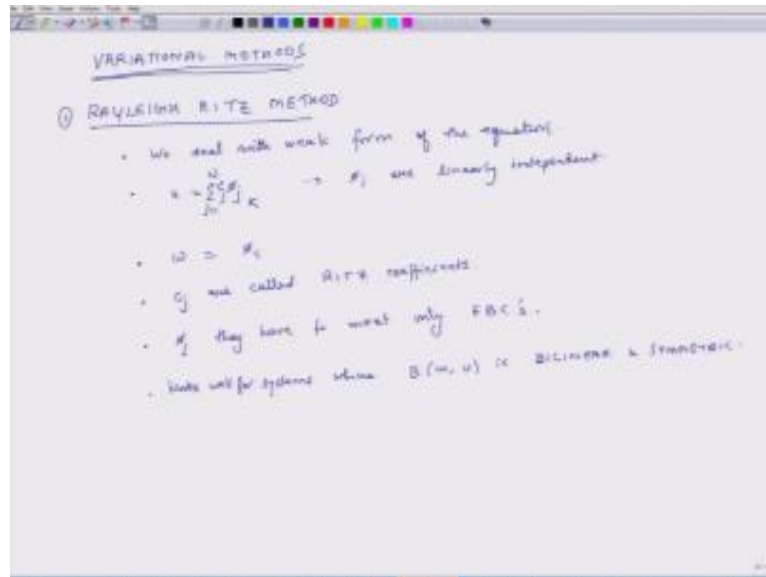 VARIATIONAL METHODS
① RAYLEIGH RITZ METHOD
• We deal with weak form of the equation.
• u = Σ cⱼ φⱼ → φⱼ are linearly independent
• w = φᵢ
• cⱼ are called RITZ coefficients.
• φⱼ they have to meet only EBC's.
• Works well for systems where B(w, u) is BILINEAR & SYMMETRIC.